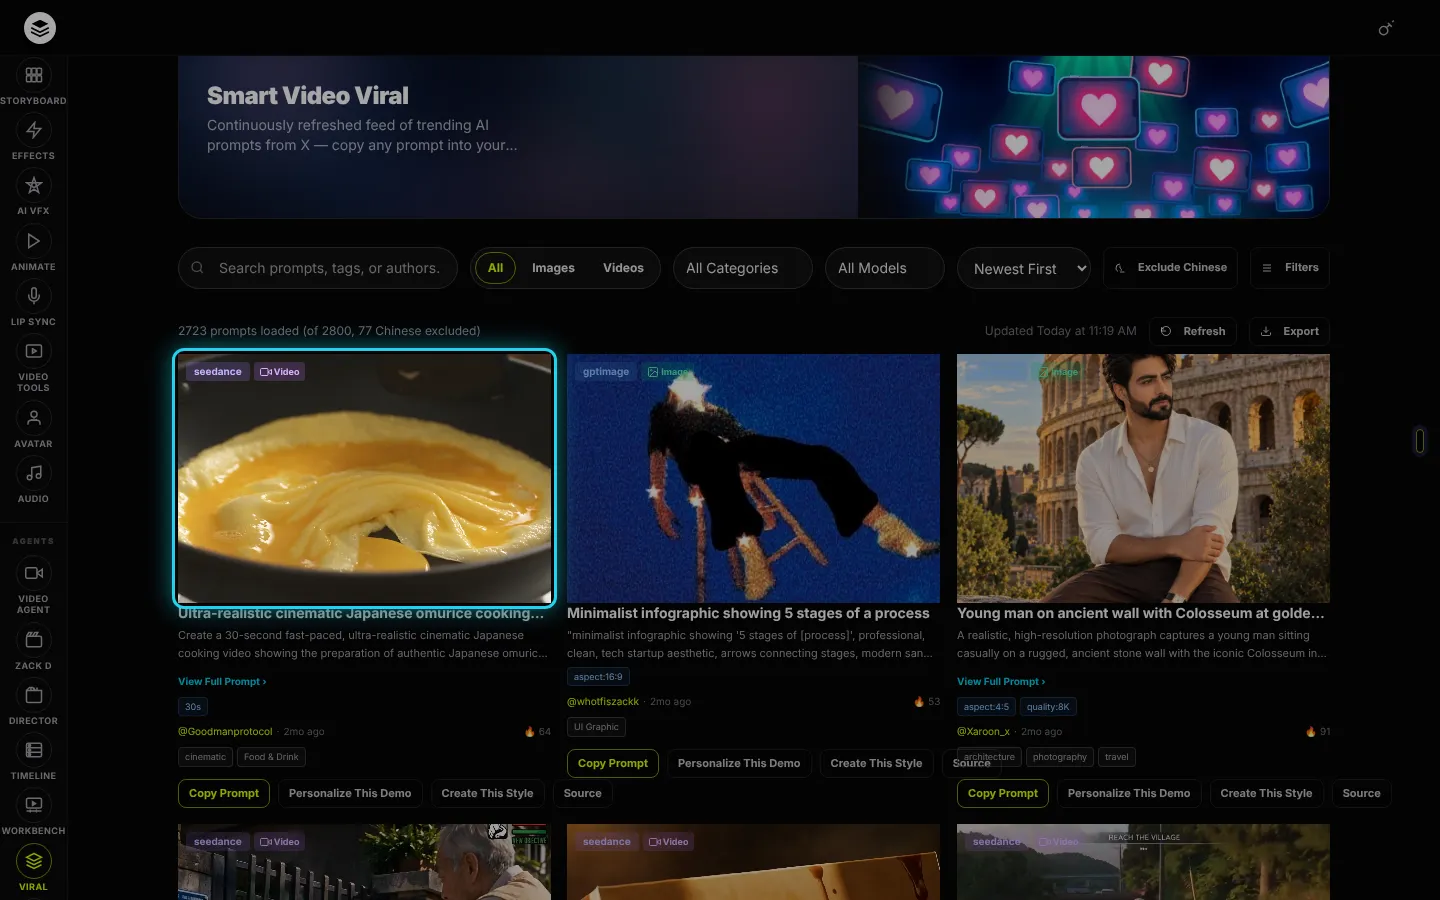 STORYBOARD
EFFECTS
AI VFX
ANIMATE
LIP SYNC
VIDEO
TOOLS
AVATAR
AUDIO
AGENTS
VIDEO
AGENT
ZACK D
DIRECTOR
TIMELINE
WORKBENCH
VIRAL
Smart Video Viral
Continuously refreshed feed of trending AI
prompts from X — copy any prompt into your...
Search prompts, tags, or authors.
All
Images
Videos
All Categories
All Models
Newest First
Exclude Chinese
Filters
2723 prompts loaded (of 2800, 77 Chinese excluded)
Updated Today at 11:19 AM
Refresh
Export
seedance
Video
Ultra-realistic cinematic Japanese omurice cooking...
Create a 30-second fast-paced, ultra-realistic cinematic Japanese
cooking video showing the preparation of authentic Japanese omuric...
View Full Prompt ›
30s
@Goodmanprotocol · 2mo ago
64
cinematic
Food & Drink
Copy Prompt
Personalize This Demo
Create This Style
Source
gptimage
Image
Minimalist infographic showing 5 stages of a process
"minimalist infographic showing '5 stages of [process]', professional,
clean, tech startup aesthetic, arrows connecting stages, modern san...
aspect:16:9
@whotfiszackk · 2mo ago
53
UI Graphic
Copy Prompt
Personalize This Demo
Create This Style
Source
Image
Young man on ancient wall with Colosseum at golde...
A realistic, high-resolution photograph captures a young man sitting
casually on a rugged, ancient stone wall with the iconic Colosseum in...
View Full Prompt ›
aspect:4:5
quality:8K
@Xaroon_x · 2mo ago
91
architecture
photography
travel
Copy Prompt
Personalize This Demo
Create This Style
Source
seedance
Video
seedance
Video
seedance
Video
REACH THE VILLAGE